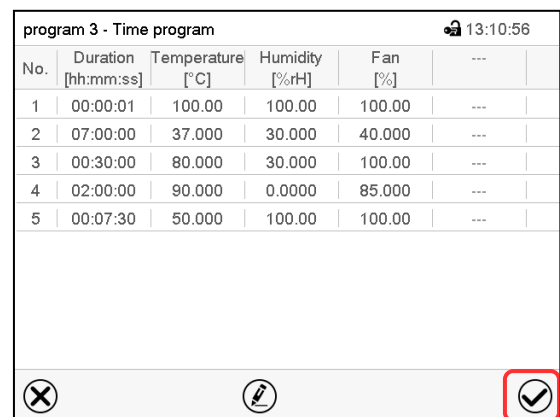 program 3 - Time program 13:10:56
No. Duration [hh:mm:ss] Temperature [°C] Humidity [%rH] Fan [%] ---
1 00:00:01 100.00 100.00 100.00 ---
2 07:00:00 37.000 30.000 40.000 ---
3 00:30:00 80.000 30.000 100.00 ---
4 02:00:00 90.000 0.0000 85.000 ---
5 00:07:30 50.000 100.00 100.00 ---